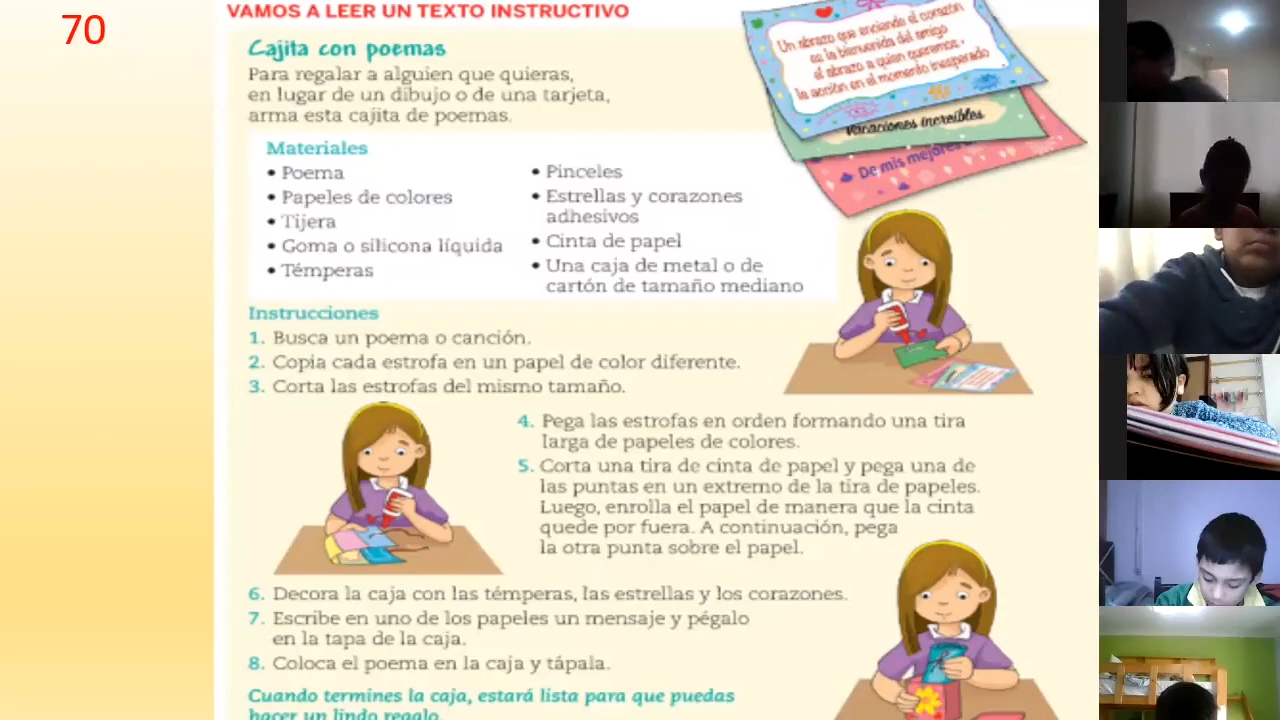 70
VAMOS A LEER UN TEXTO INSTRUCTIVO
Cajita con poemas
Para regalar a alguien que quieras,
en lugar de un dibujo o de una tarjeta,
arma esta cajita de poemas.
Un abrazo que enciende el corazón
es la bienvenida del amigo
el abrazo a quien queremos,
la acción en el momento inesperado
Vacaciones increíbles
De mis mejores
Materiales
• Poema
• Papeles de colores
• Tijera
• Goma o silicona líquida
• Témperas
• Pinceles
• Estrellas y corazones
adhesivos
• Cinta de papel
• Una caja de metal o de
cartón de tamaño mediano
Instrucciones
1. Busca un poema o canción.
2. Copia cada estrofa en un papel de color diferente.
3. Corta las estrofas del mismo tamaño.
4. Pega las estrofas en orden formando una tira
larga de papeles de colores.
5. Corta una tira de cinta de papel y pega una de
las puntas en un extremo de la tira de papeles.
Luego, enrolla el papel de manera que la cinta
quede por fuera. A continuación, pega
la otra punta sobre el papel.
6. Decora la caja con las témperas, las estrellas y los corazones.
7. Escribe en uno de los papeles un mensaje y pégalo
en la tapa de la caja.
8. Coloca el poema en la caja y tápala.
Cuando termines la caja, estará lista para que puedas
hacer un lindo regalo.